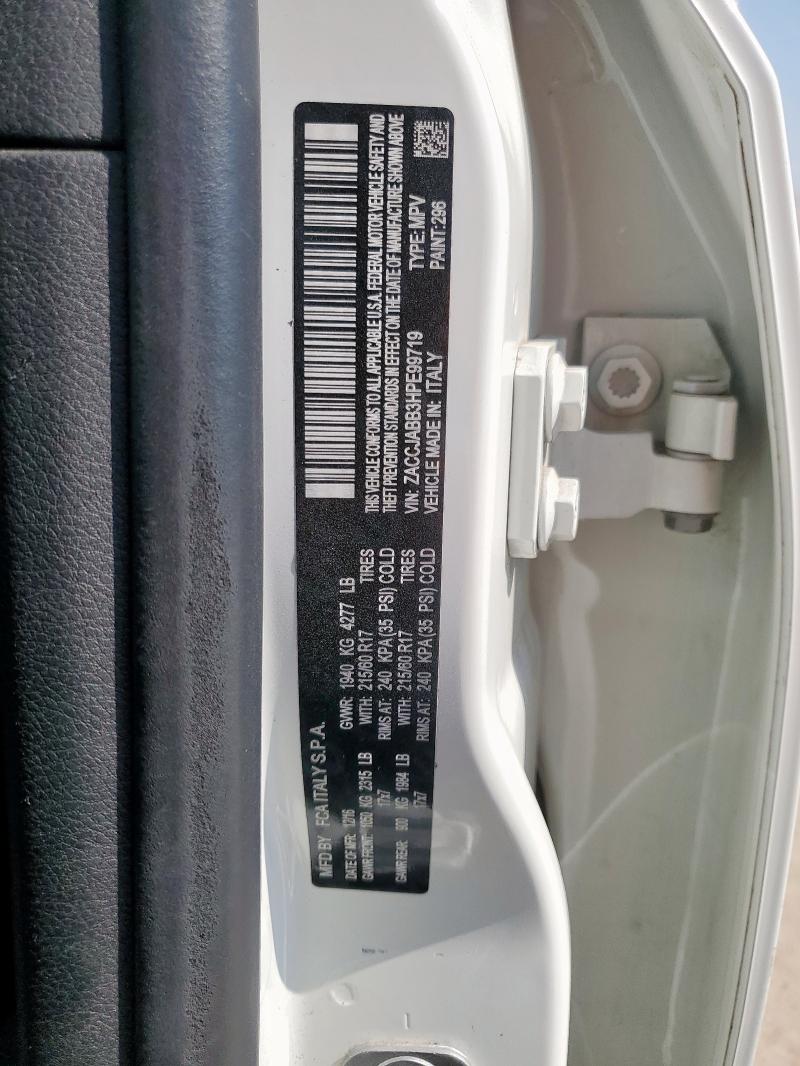 MFD BY FCA ITALY S.P.A.
DATE OF MFR: 12/16 GVWR: 1940 KG 4277 LB
GAWR FRONT: 1050 KG 2315 LB WITH: 215/60 R17 TIRES
17x7 RIMS AT: 240 KPA(35 PSI) COLD
GAWR REAR 900 KG 1984 LB WITH: 215/60 R17 TIRES
17x7 RIMS AT: 240 KPA(35 PSI) COLD
THIS VEHICLE CONFORMS TO ALL APPLICABLE U.S.A. FEDERAL MOTOR VEHICLE SAFETY AND
THEFT PREVENTION STANDARDS IN EFFECT ON THE DATE OF MANUFACTURE SHOWN ABOVE
VIN: ZACCJABB3HPE99719 TYPE: MPV
VEHICLE MADE IN: ITALY PAINT: 296